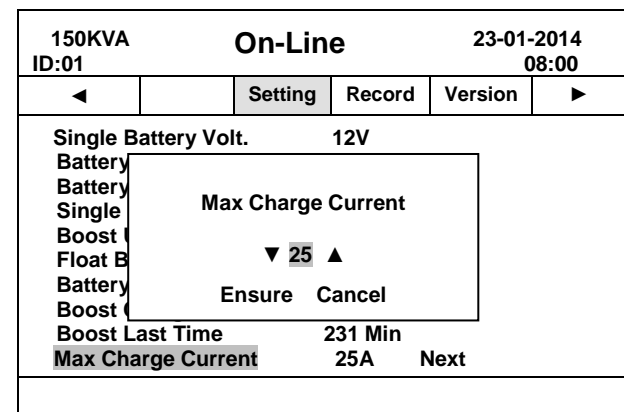 150KVA On-Line 23-01-2014
ID:01 08:00
◄ Setting Record Version ►
Single Battery Volt. 12V
Battery
Battery
Single Max Charge Current
Boost
Float B ▼ 25 ▲
Battery Ensure Cancel
Boost
Boost Last Time 231 Min
Max Charge Current 25A Next